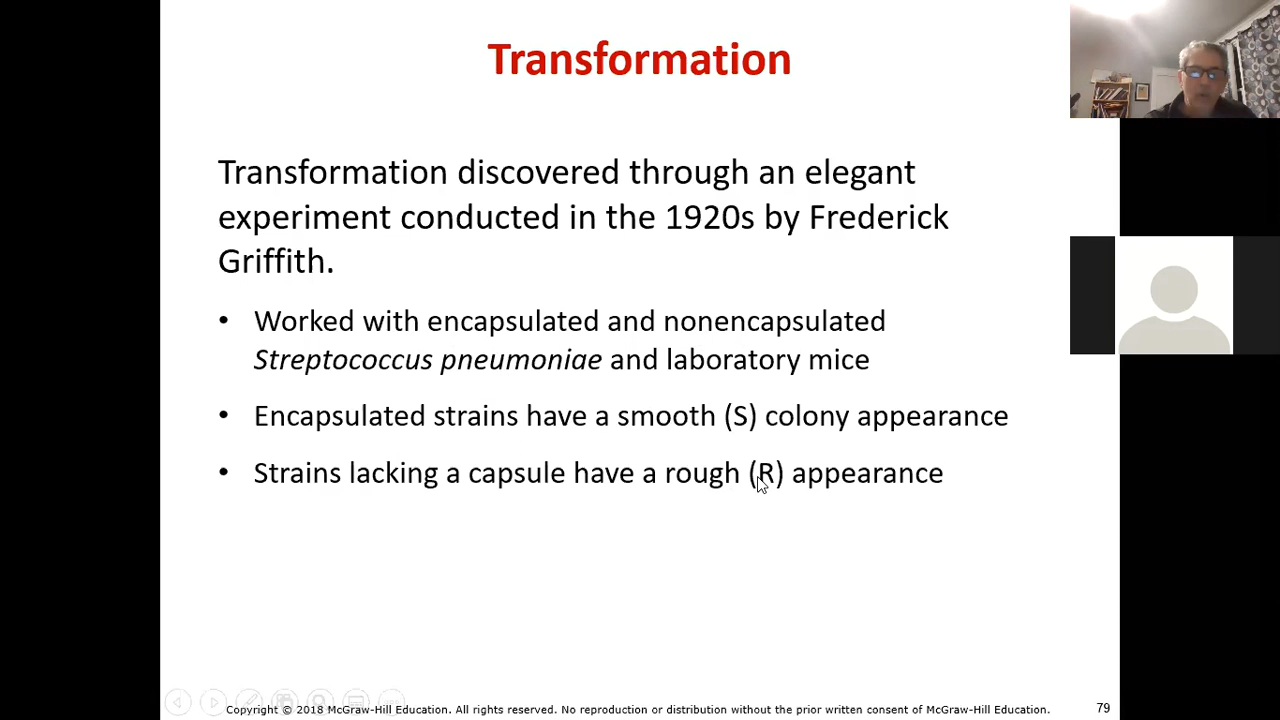 Transformation
Transformation discovered through an elegant
experiment conducted in the 1920s by Frederick
Griffith.
• Worked with encapsulated and nonencapsulated
Streptococcus pneumoniae and laboratory mice
• Encapsulated strains have a smooth (S) colony appearance
• Strains lacking a capsule have a rough (R) appearance
Copyright © 2018 McGraw-Hill Education. All rights reserved. No reproduction or distribution without the prior written consent of McGraw-Hill Education.
79